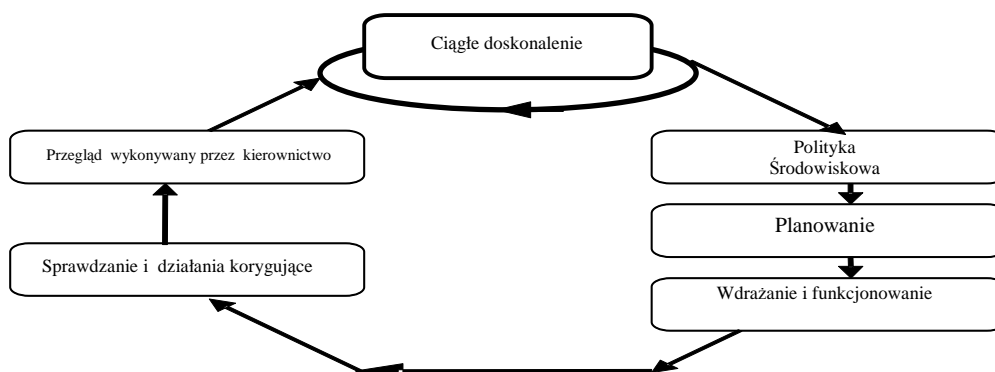 Ciągłe doskonalenie
Przegląd wykonywany przez kierownictwo
Polityka
Środowiskowa
Planowanie
Sprawdzanie i działania korygujące
Wdrażanie i funkcjonowanie